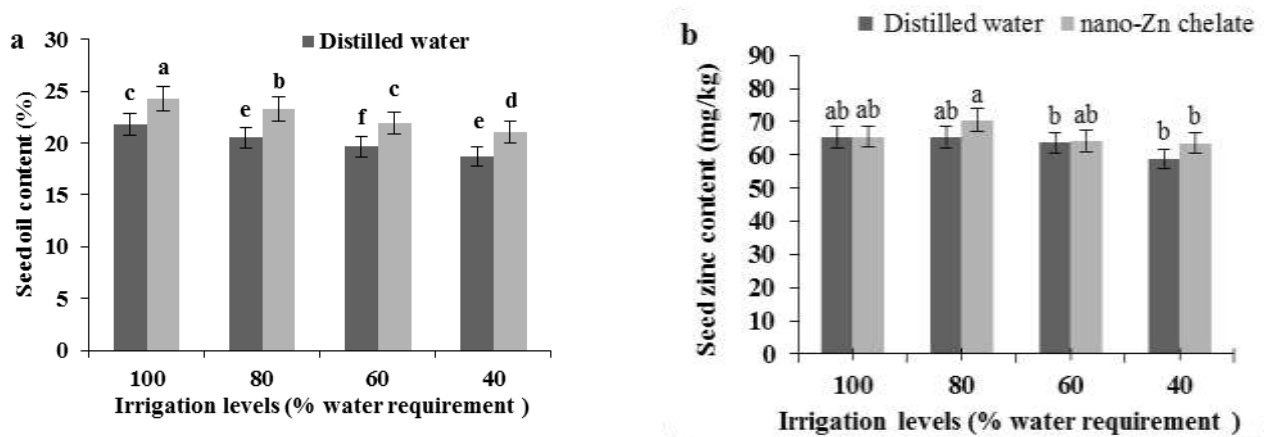 a
Distilled water
30
25
20
15
10
5
0
Seed oil content (%)
c a e b f c e d
100 80 60 40
Irrigation levels (% water requirement )
b
Distilled water nano-Zn chelate
90
80
70
60
50
40
30
20
10
0
Seed zinc content (mg/kg)
ab ab ab a b ab b b
100 80 60 40
Irrigation levels (% water requirement )